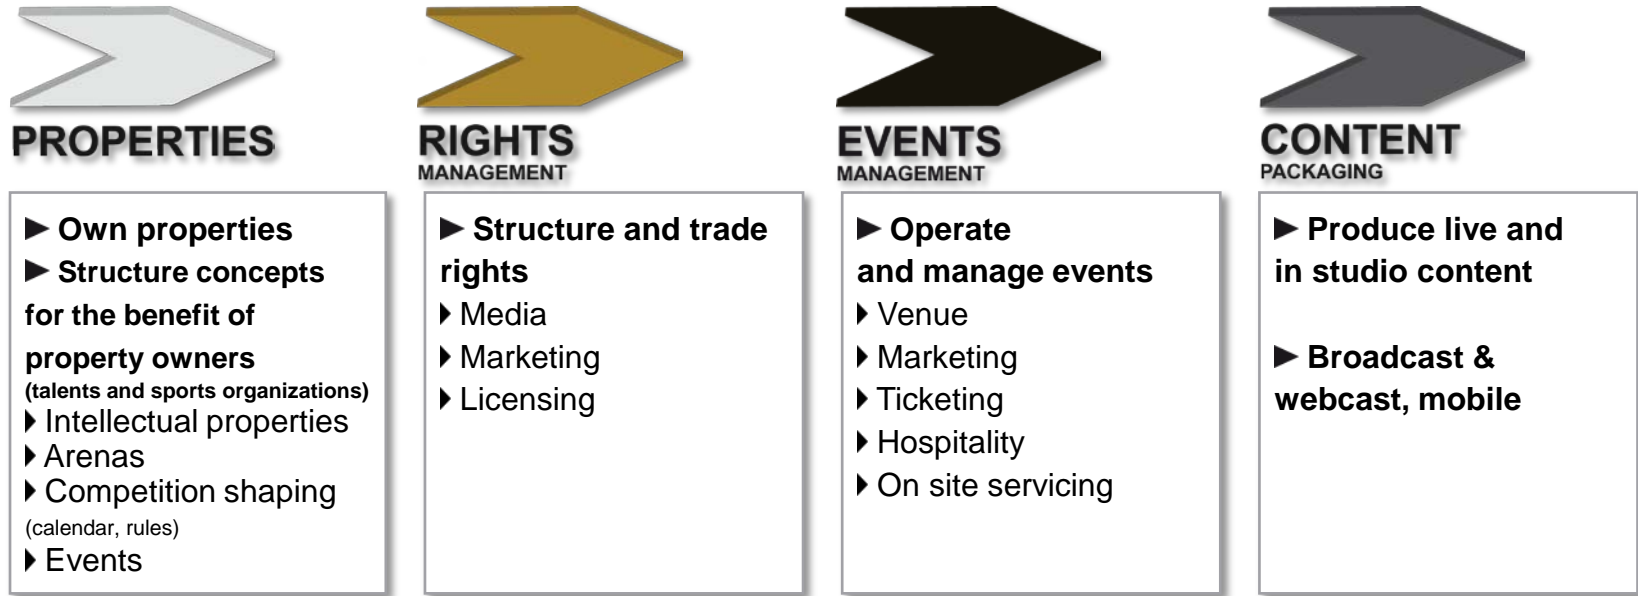 PROPERTIES
► Own properties
► Structure concepts
for the benefit of
property owners
(talents and sports organizations)
Intellectual properties
Arenas
Competition shaping
(calendar, rules)
Events
RIGHTS
MANAGEMENT
► Structure and trade
rights
Media
Marketing
Licensing
EVENTS
MANAGEMENT
► Operate
and manage events
Venue
Marketing
Ticketing
Hospitality
On site servicing
CONTENT
PACKAGING
► Produce live and
in studio content
► Broadcast &
webcast, mobile